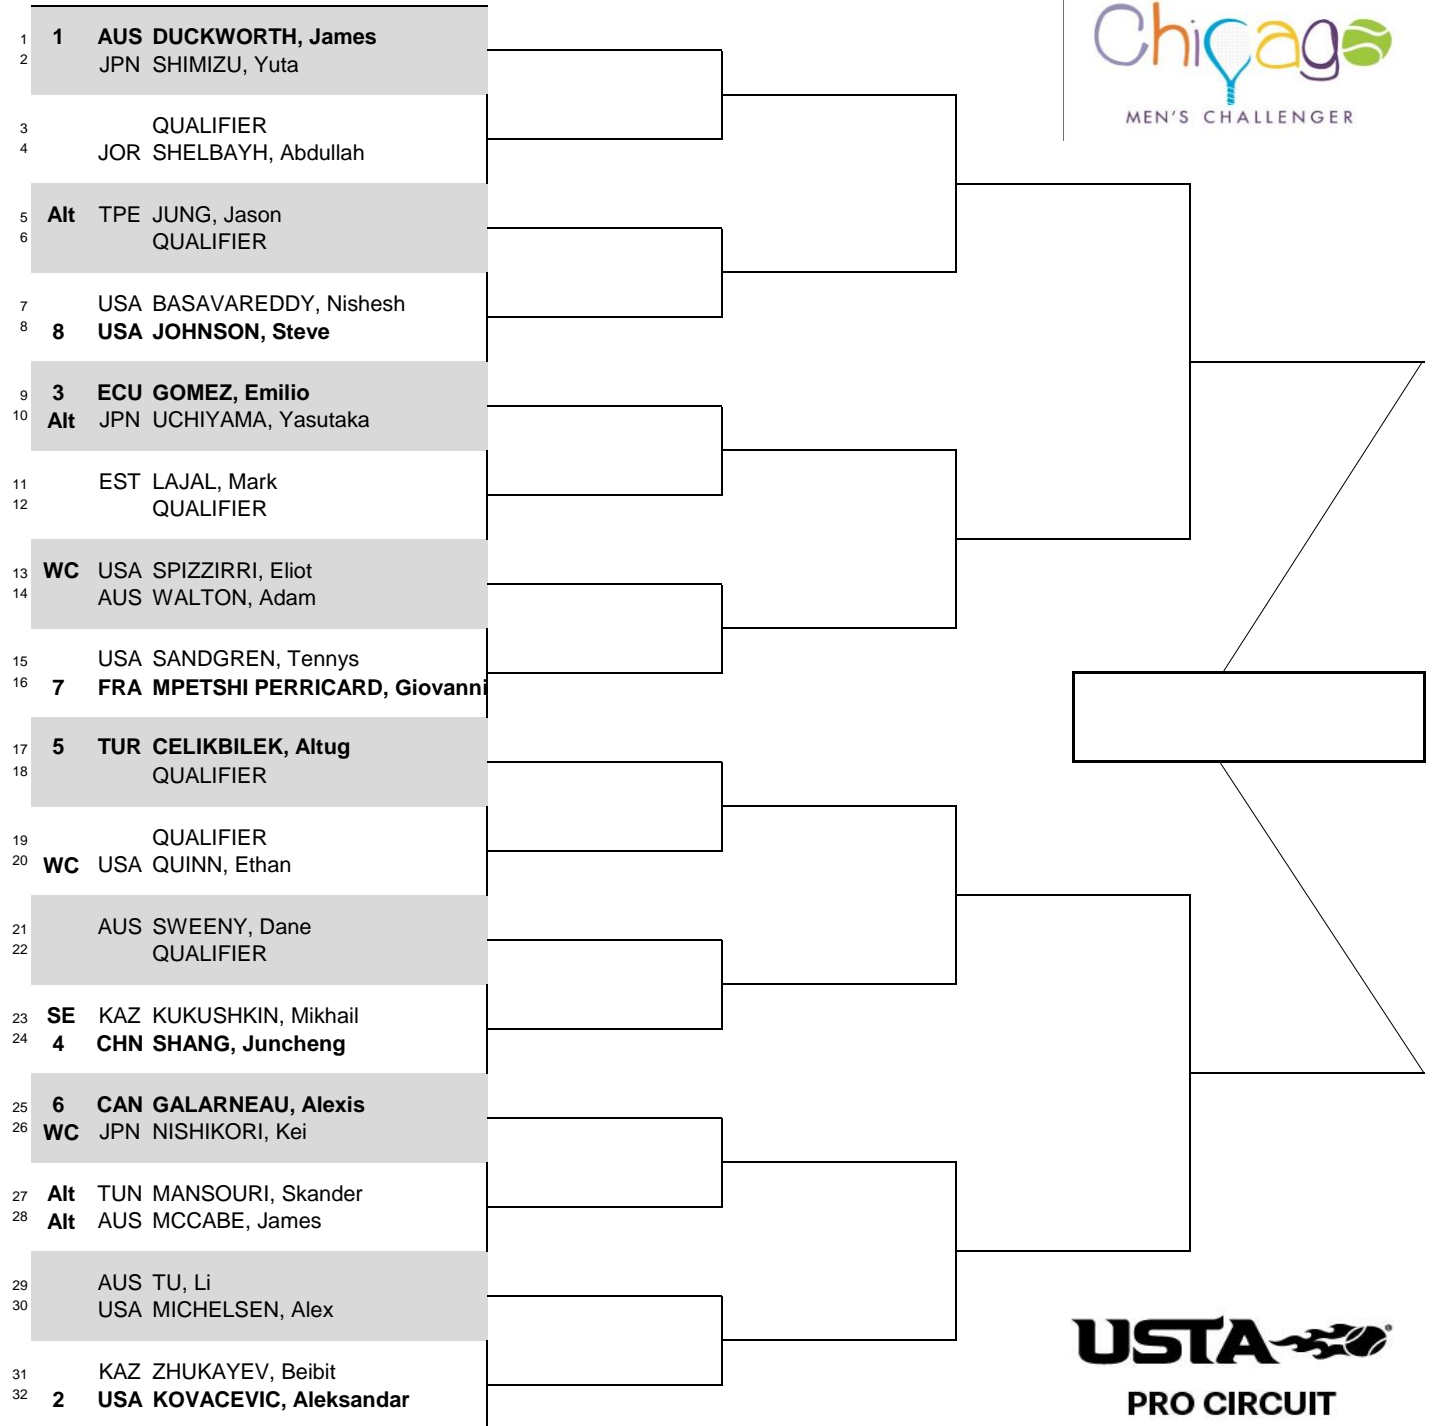 Chicago
MEN'S CHALLENGER
1 1 AUS DUCKWORTH, James
2 JPN SHIMIZU, Yuta
3 QUALIFIER
4 JOR SHELBAYH, Abdullah
5 Alt TPE JUNG, Jason
6 QUALIFIER
7 USA BASAVAREDDY, Nishesh
8 8 USA JOHNSON, Steve
9 3 ECU GOMEZ, Emilio
10 Alt JPN UCHIYAMA, Yasutaka
11 EST LAJAL, Mark
12 QUALIFIER
13 WC USA SPIZZIRRI, Eliot
14 AUS WALTON, Adam
15 USA SANDGREN, Tennys
16 7 FRA MPETSHI PERRICARD, Giovanni
17 5 TUR CELIKBILEK, Altug
18 QUALIFIER
19 QUALIFIER
20 WC USA QUINN, Ethan
21 AUS SWEENY, Dane
22 QUALIFIER
23 SE KAZ KUKUSHKIN, Mikhail
24 4 CHN SHANG, Juncheng
25 6 CAN GALARNEAU, Alexis
26 WC JPN NISHIKORI, Kei
27 Alt TUN MANSOURI, Skander
28 Alt AUS MCCABE, James
29 AUS TU, Li
30 USA MICHELSEN, Alex
31 KAZ ZHUKAYEV, Beibit
32 2 USA KOVACEVIC, Aleksandar
USTA®
PRO CIRCUIT